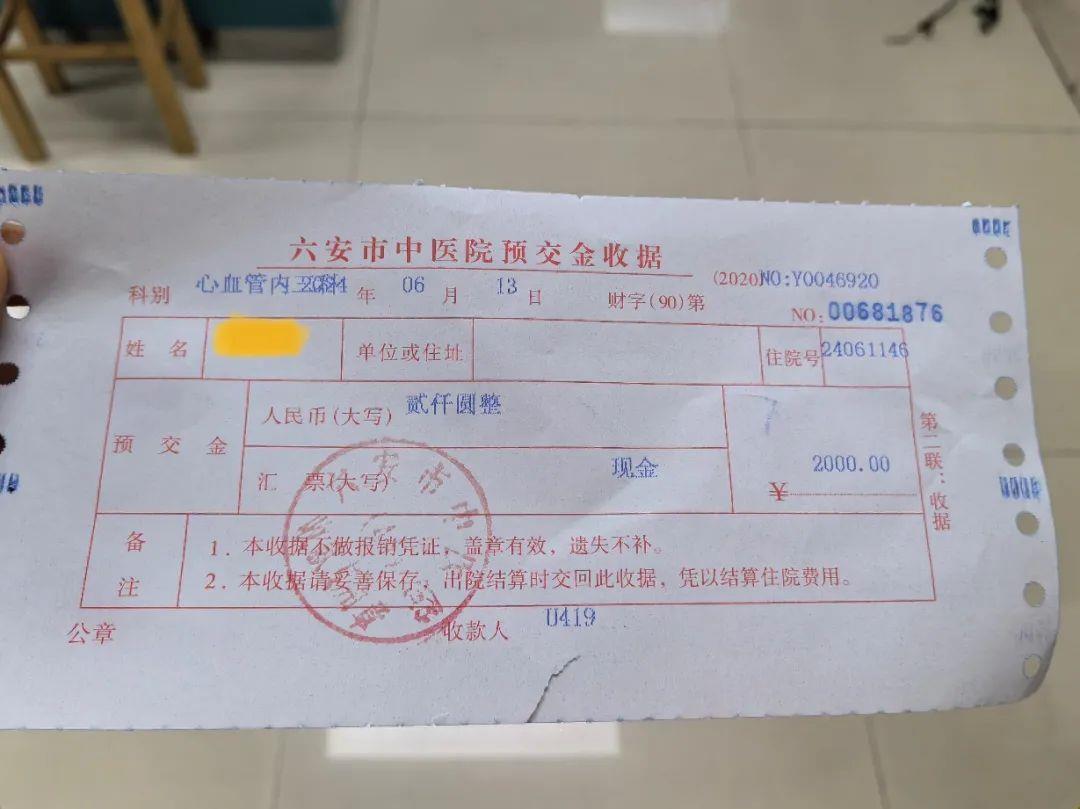 六安市中医院预交金收据
科别 心血管内三科 2024 年 06 月 13 日 财字(90)第 (2020)NO:Y0046920
NO: 00681876
姓名 单位或住址 住院号 24061146
预交金 人民币(大写) 贰仟圆整
汇票(大写) 现金 ¥ 2000.00
备注
1. 本收据不做报销凭证，盖章有效，遗失不补。
2. 本收据请妥善保存，出院结算时交回此收据，凭以结算住院费用。
公章 收款人 U419
第二联：收据